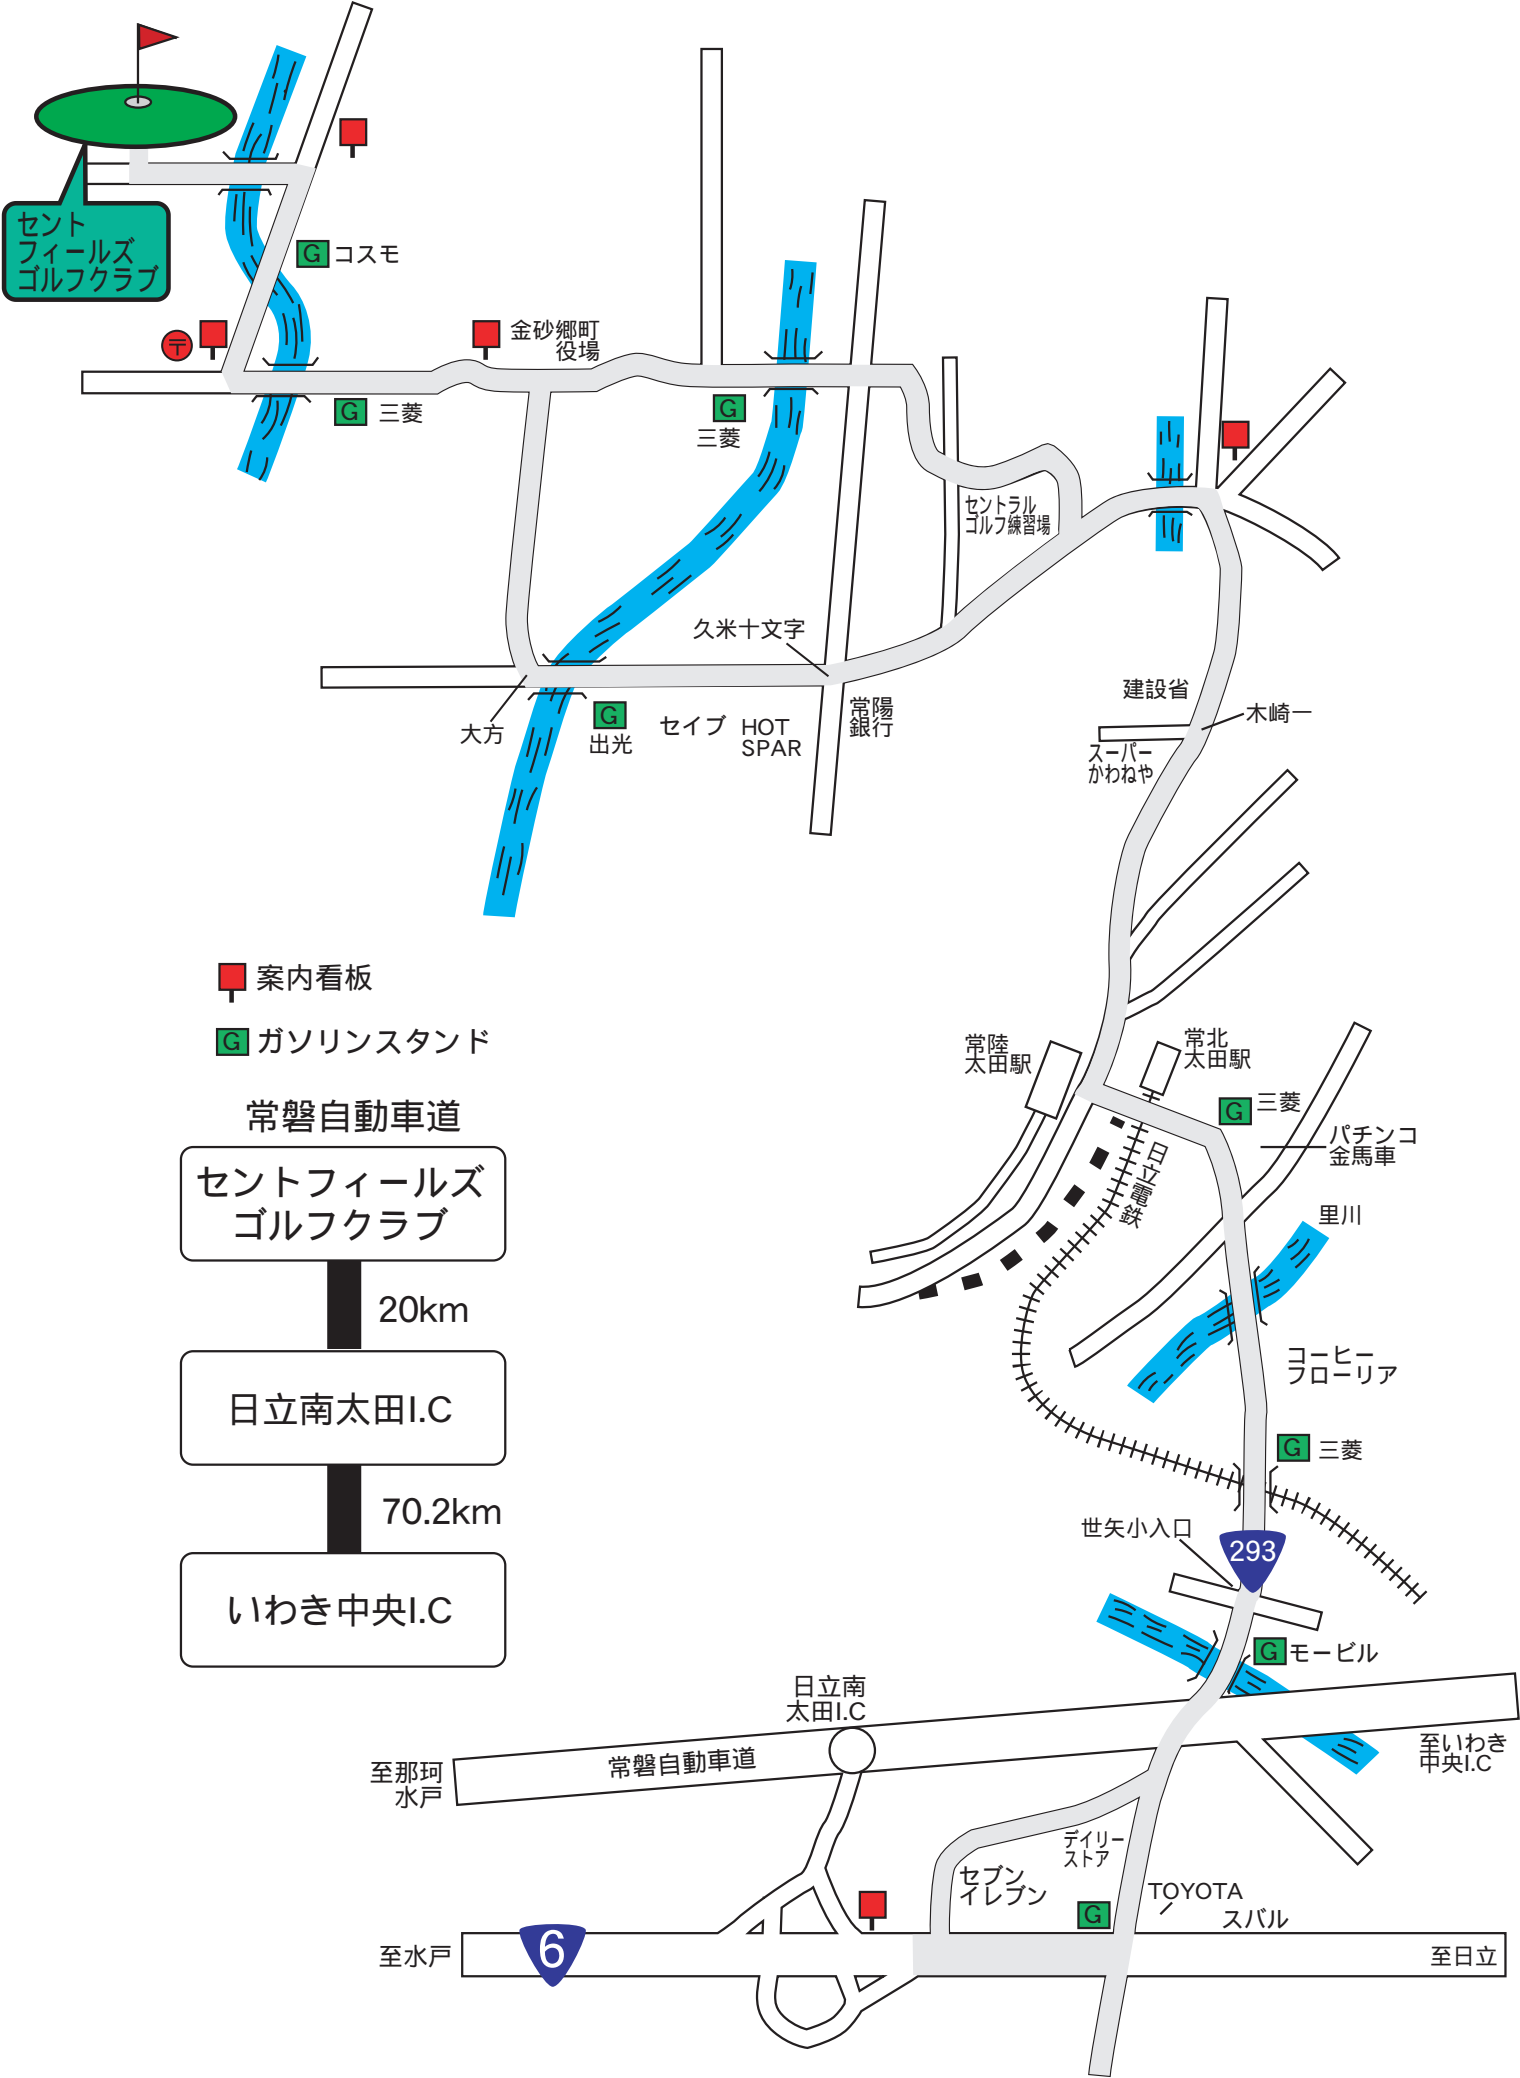 セント
フィールズ
ゴルフクラブ
G コスモ
〒
金砂郷町
役場
G 三菱
G
三菱
セントラル
ゴルフ練習場
久米十文字
大方
G
出光
セイブ
HOT
SPAR
常陽
銀行
建設省
木崎一
スーパー
かわねや
案内看板
G ガソリンスタンド
常磐自動車道
セントフィールズ
ゴルフクラブ
20km
日立南太田I.C
70.2km
いわき中央I.C
常陸
太田駅
常北
太田駅
G 三菱
パチンコ
金馬車
日立電鉄
里川
コーヒー
フローリア
G 三菱
世矢小入口
293
G モービル
日立南
太田I.C
常磐自動車道
至那珂
水戸
至いわき
中央I.C
デイリー
ストア
セブン
イレブン
G
TOYOTA
スバル
至水戸
6
至日立